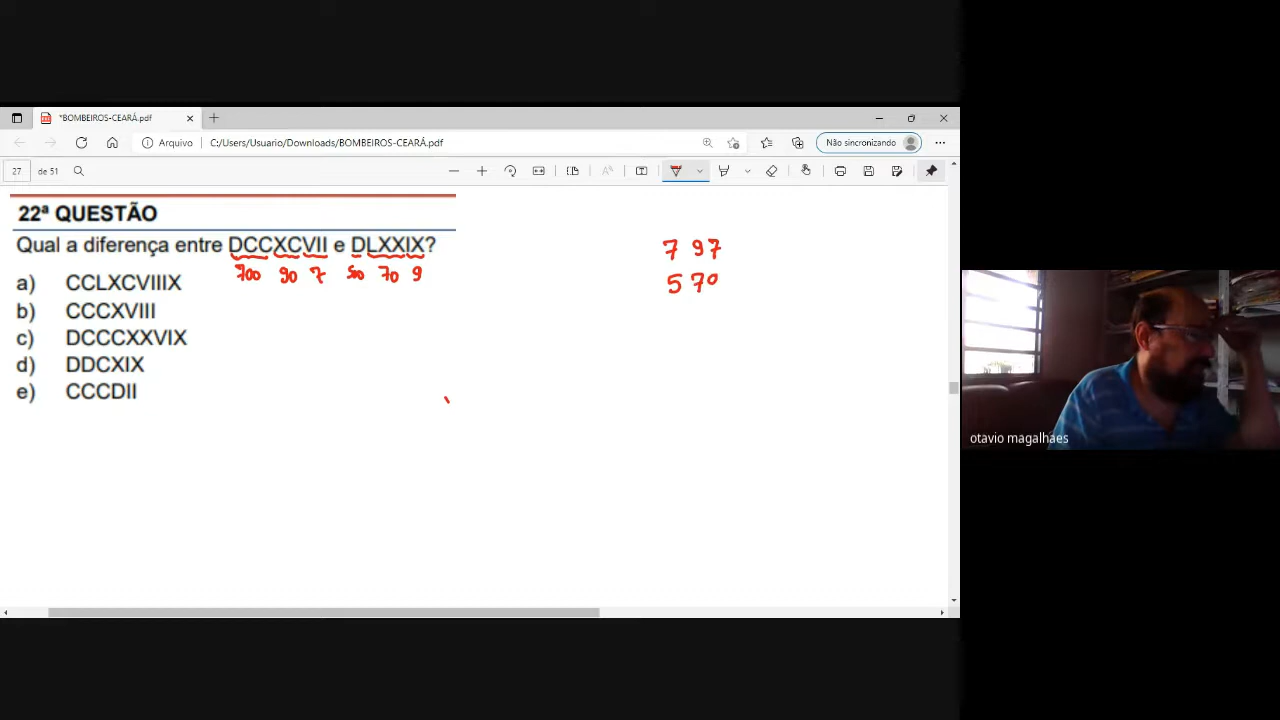 *BOMBEIROS-CEARÁ.pdf
Arquivo C:/Users/Usuario/Downloads/BOMBEIROS-CEARÁ.pdf
Não sincronizando
27 de 51
22ª QUESTÃO
Qual a diferença entre DCCXCVII e DLXXIX?
700 90 7 500 70 9
a) CCLXCVIIIX
b) CCCXVIII
c) DCCCXXVIX
d) DDCXIX
e) CCCDII
7 97
5 70
otavio magalhaes